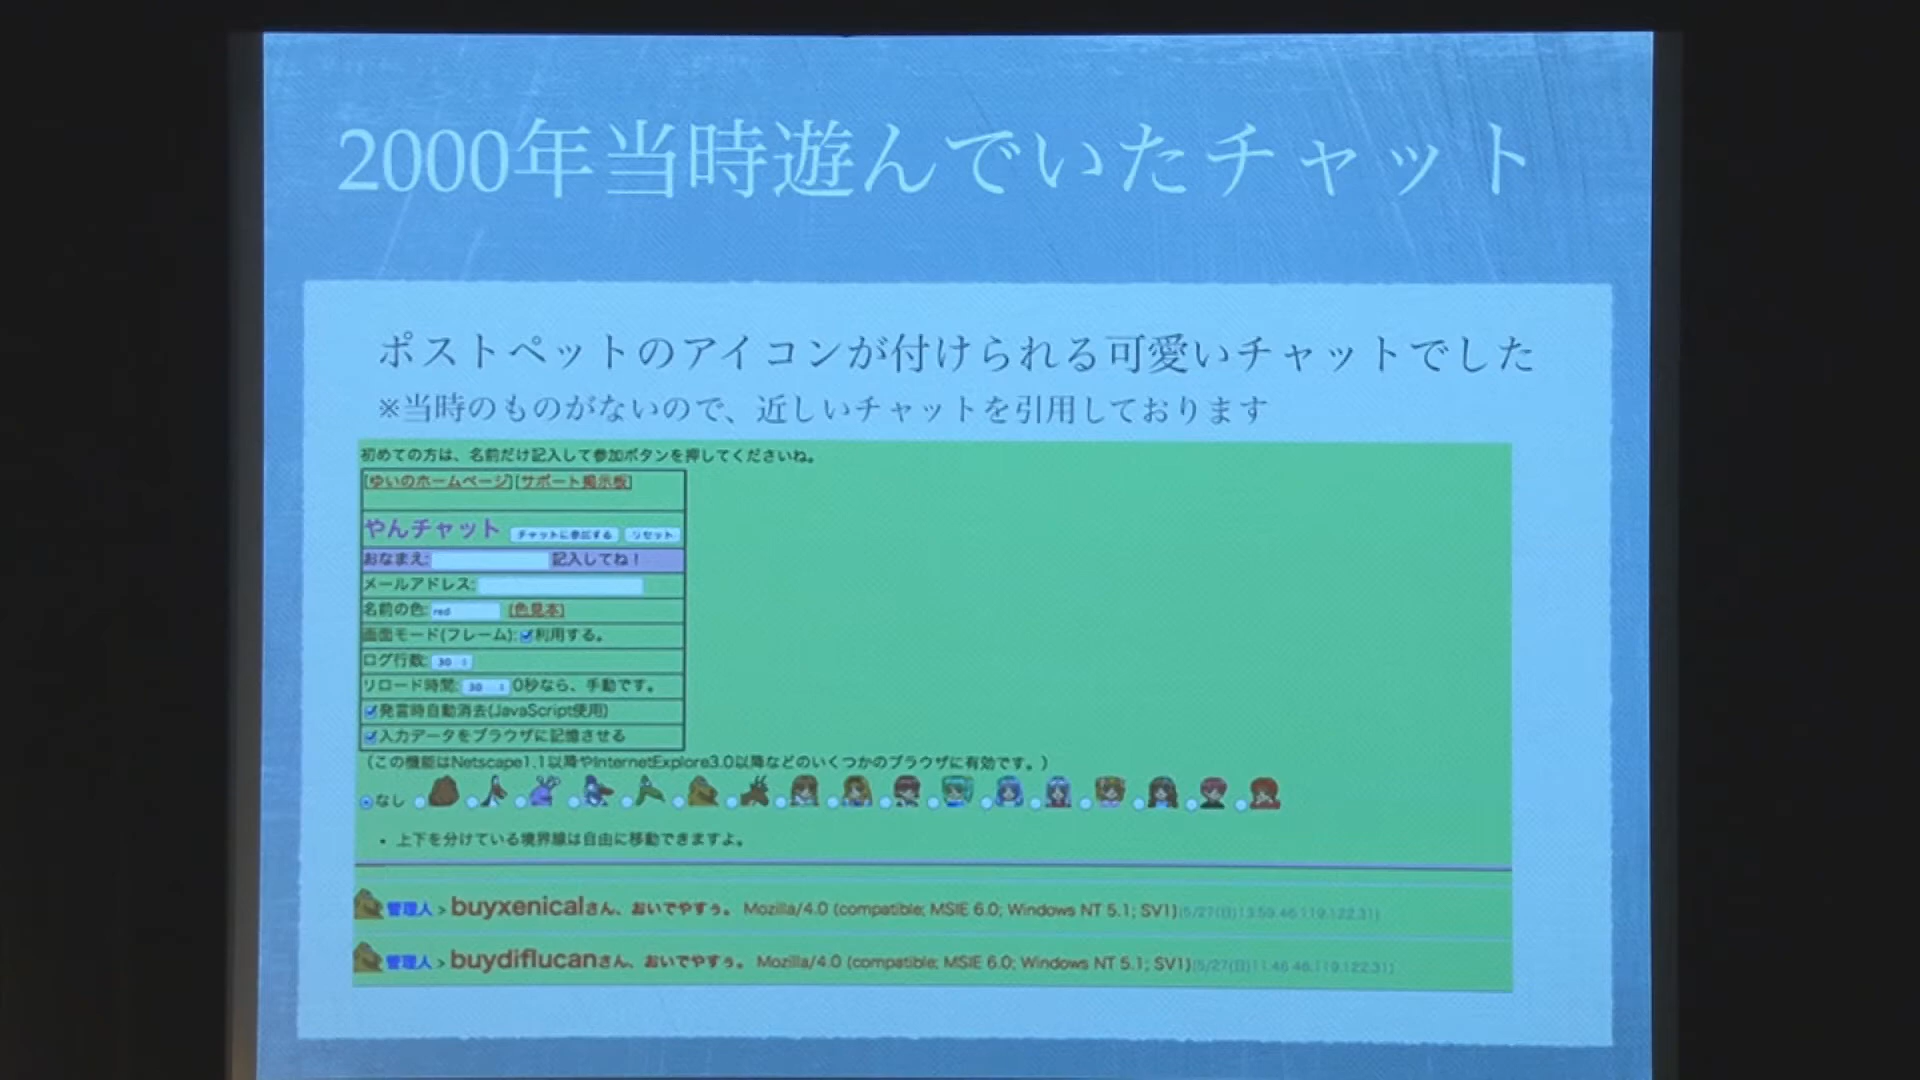 2000年当時遊んでいたチャット
ポストペットのアイコンが付けられる可愛いチャットでした
※当時のものがないので、近しいチャットを引用しております
初めての方は、名前だけ記入して参加ボタンを押してくださいね。
[ゆいのホームページ][サポート掲示板]
やんチャット チャットに参加する リセット
おなまえ: 記入してね！
メールアドレス:
名前の色: red [色見本]
画面モード(フレーム): 利用する。
ログ行数: 30
リロード時間: 30 0秒なら、手動です。
発言時自動消去(JavaScript使用)
入力データをブラウザに記憶させる
（この機能はNetscape1.1以降やInternetExplore3.0以降などのいくつかのブラウザに有効です。）
なし
・上下を分けている境界線は自由に移動できますよ。
管理人 > buyxenicalさん、おいでやすぅ。 Mozilla/4.0 (compatible; MSIE 6.0; Windows NT 5.1; SV1)
管理人 > buydiflucanさん、おいでやすぅ。 Mozilla/4.0 (compatible; MSIE 6.0; Windows NT 5.1; SV1)